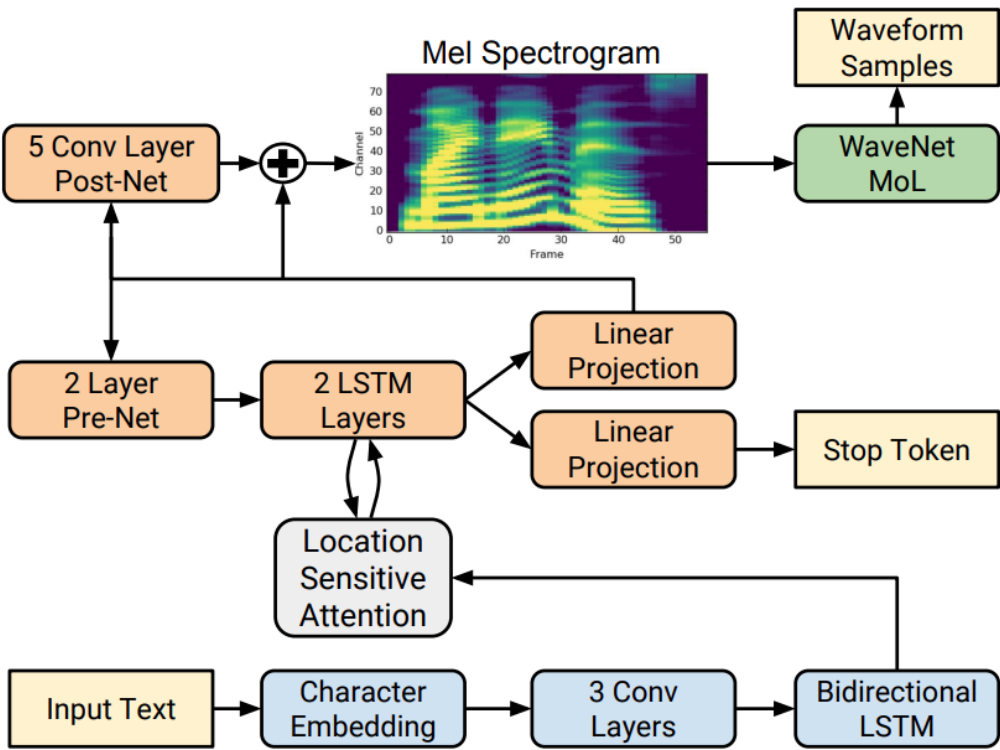 Waveform
Samples
Mel Spectrogram
5 Conv Layer
Post-Net
Channel
70
60
50
40
30
20
10
0
0 10 20 30 40 50
Frame
WaveNet
MoL
Linear
Projection
2 Layer
Pre-Net
2 LSTM
Layers
Linear
Projection
Stop Token
Location
Sensitive
Attention
Input Text
Character
Embedding
3 Conv
Layers
Bidirectional
LSTM